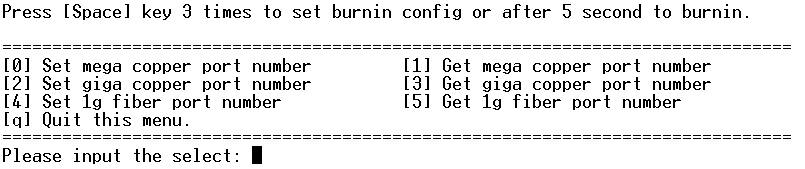 Press [Space] key 3 times to set burnin config or after 5 second to burnin.
===============================================================================
[0] Set mega copper port number         [1] Get mega copper port number
[2] Set giga copper port number         [3] Get giga copper port number
[4] Set 1g fiber port number            [5] Get 1g fiber port number
[q] Quit this menu.
===============================================================================
Please input the select: